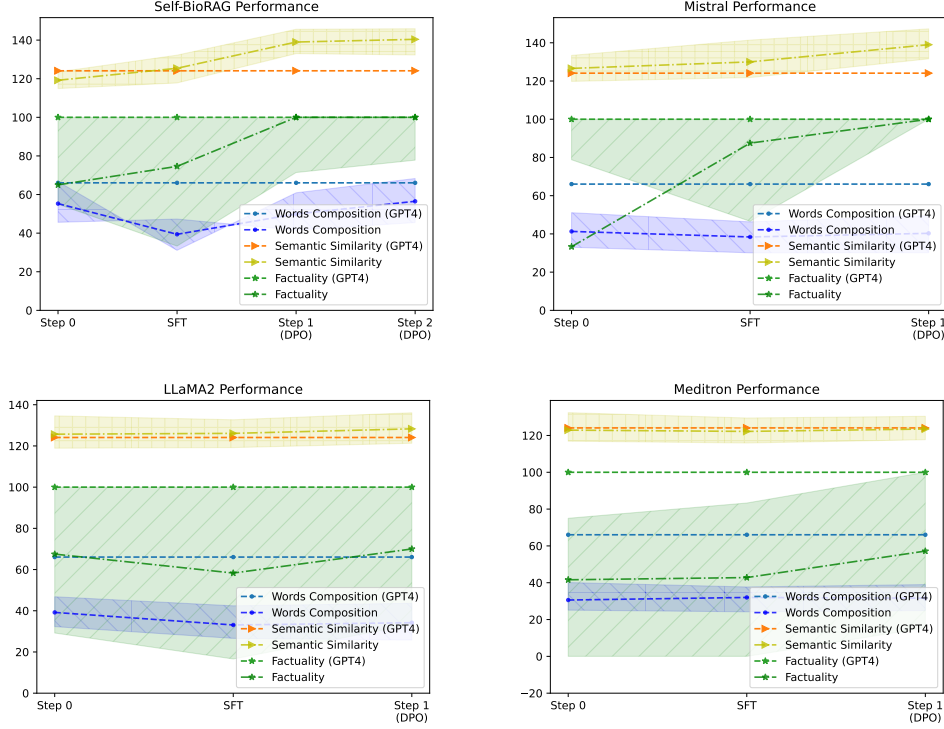 Self-BioRAG Performance
140
120
100
80
60
40
20
0
Step 0
SFT
Step 1
(DPO)
Step 2
(DPO)
Words Composition (GPT4)
Words Composition
Semantic Similarity (GPT4)
Semantic Similarity
Factuality (GPT4)
Factuality
Mistral Performance
140
120
100
80
60
40
20
0
Step 0
SFT
Step 1
(DPO)
Words Composition (GPT4)
Words Composition
Semantic Similarity (GPT4)
Semantic Similarity
Factuality (GPT4)
Factuality
LLaMA2 Performance
140
120
100
80
60
40
20
0
Step 0
SFT
Step 1
(DPO)
Words Composition (GPT4)
Words Composition
Semantic Similarity (GPT4)
Semantic Similarity
Factuality (GPT4)
Factuality
Meditron Performance
120
100
80
60
40
20
0
−20
Step 0
SFT
Step 1
(DPO)
Words Composition (GPT4)
Words Composition
Semantic Similarity (GPT4)
Semantic Similarity
Factuality (GPT4)
Factuality